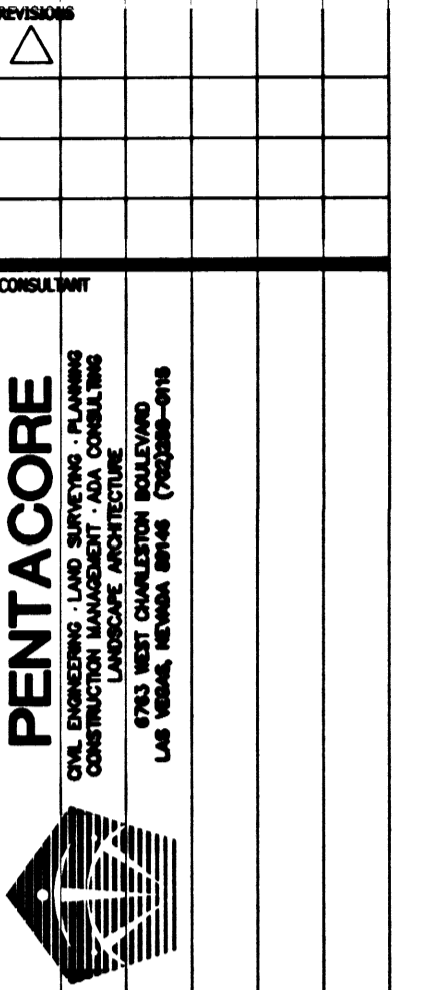 REVISIONS
CONSULTANT
PENTACORE
CIVIL ENGINEERING · LAND SURVEYING · PLANNING
CONSTRUCTION MANAGEMENT · ADA CONSULTING
LANDSCAPE ARCHITECTURE
6763 WEST CHARLESTON BOULEVARD
LAS VEGAS, NEVADA 89146